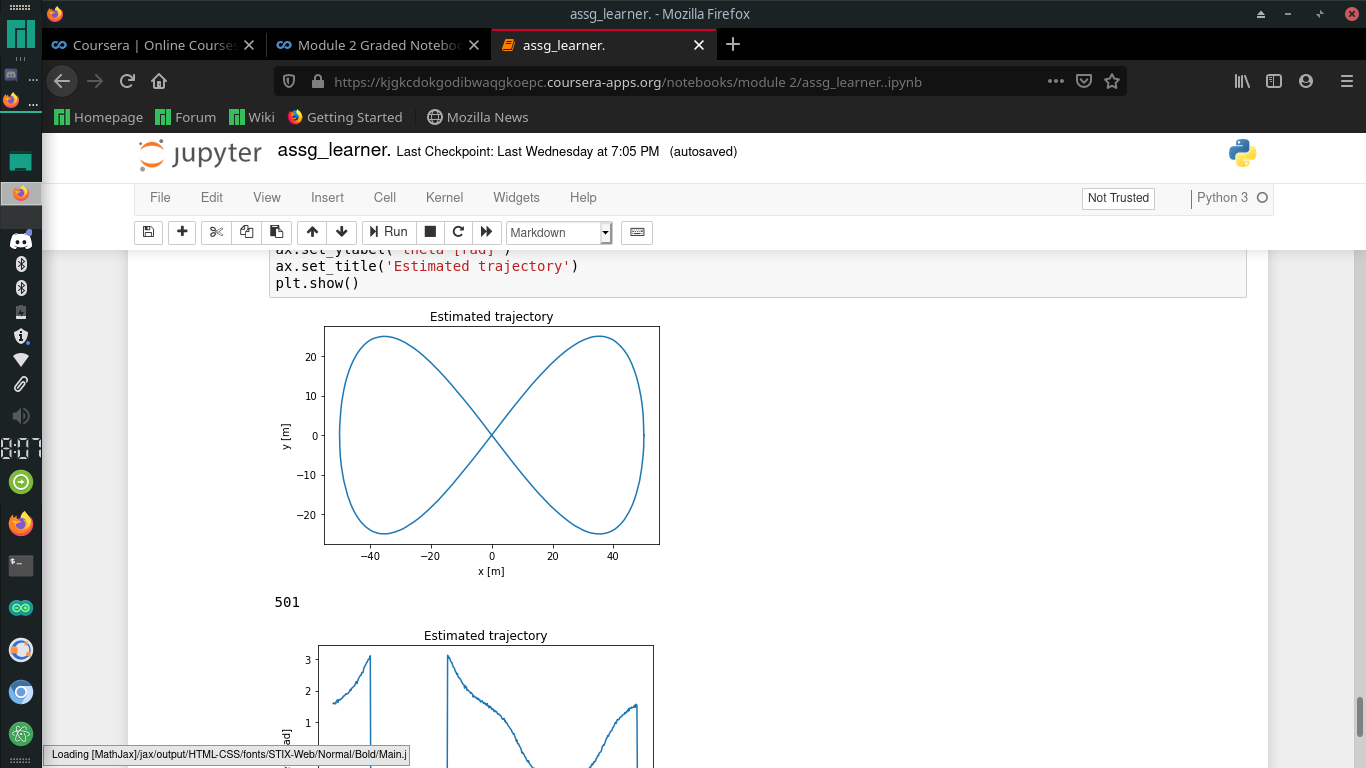 assg_learner. - Mozilla Firefox
Coursera | Online Course
Module 2 Graded Notebo
assg_learner.
https://kjgkcdokgodibwaqgkoepc.coursera-apps.org/notebooks/module 2/assg_learner..ipynb
Homepage Forum Wiki Getting Started Mozilla News
jupyter assg_learner. Last Checkpoint: Last Wednesday at 7:05 PM (autosaved)
File Edit View Insert Cell Kernel Widgets Help Not Trusted Python 3
Run Markdown
ax.set_ylabel('theta [rad]')
ax.set_title('Estimated trajectory')
plt.show()
Estimated trajectory
20
10
0
−10
−20
y [m]
−40 −20 0 20 40
x [m]
501
Estimated trajectory
3
2
1
ad]
Loading [MathJax]/jax/output/HTML-CSS/fonts/STIX-Web/Normal/Bold/Main.j